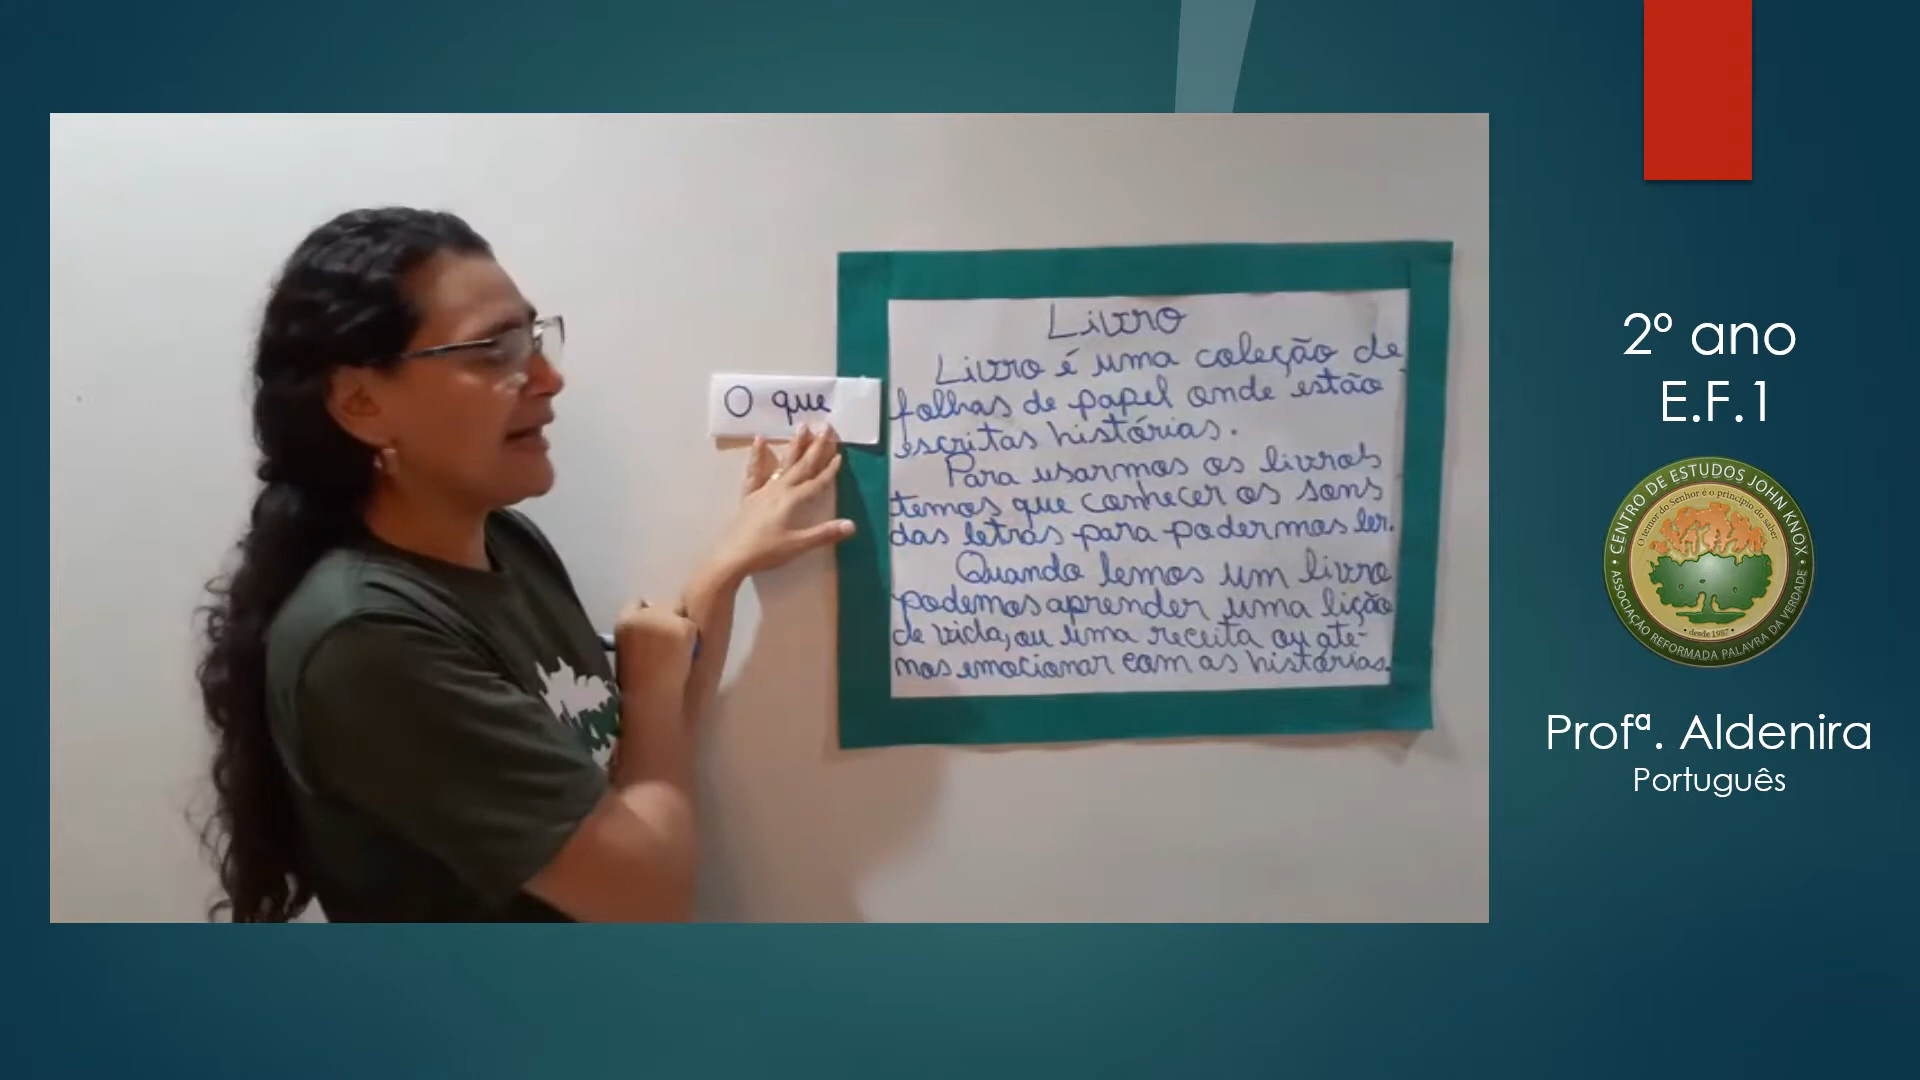 O que
Livro
Livro é uma coleção de
folhas de papel onde estão
escritas histórias.
Para usarmos os livros
temos que conhecer os sons
das letras para podermos ler.
Quando lemos um livro
podemos aprender uma lição
de vida, ou uma receita ou ate-
mos emocionar com as histórias.
2º ano
E.F.1
• CENTRO DE ESTUDOS JOHN KNOX •
O temor do Senhor é o princípio do saber
• desde 1987 •
ASSOCIAÇÃO REFORMADA PALAVRA DA VERDADE
Profª. Aldenira
Português